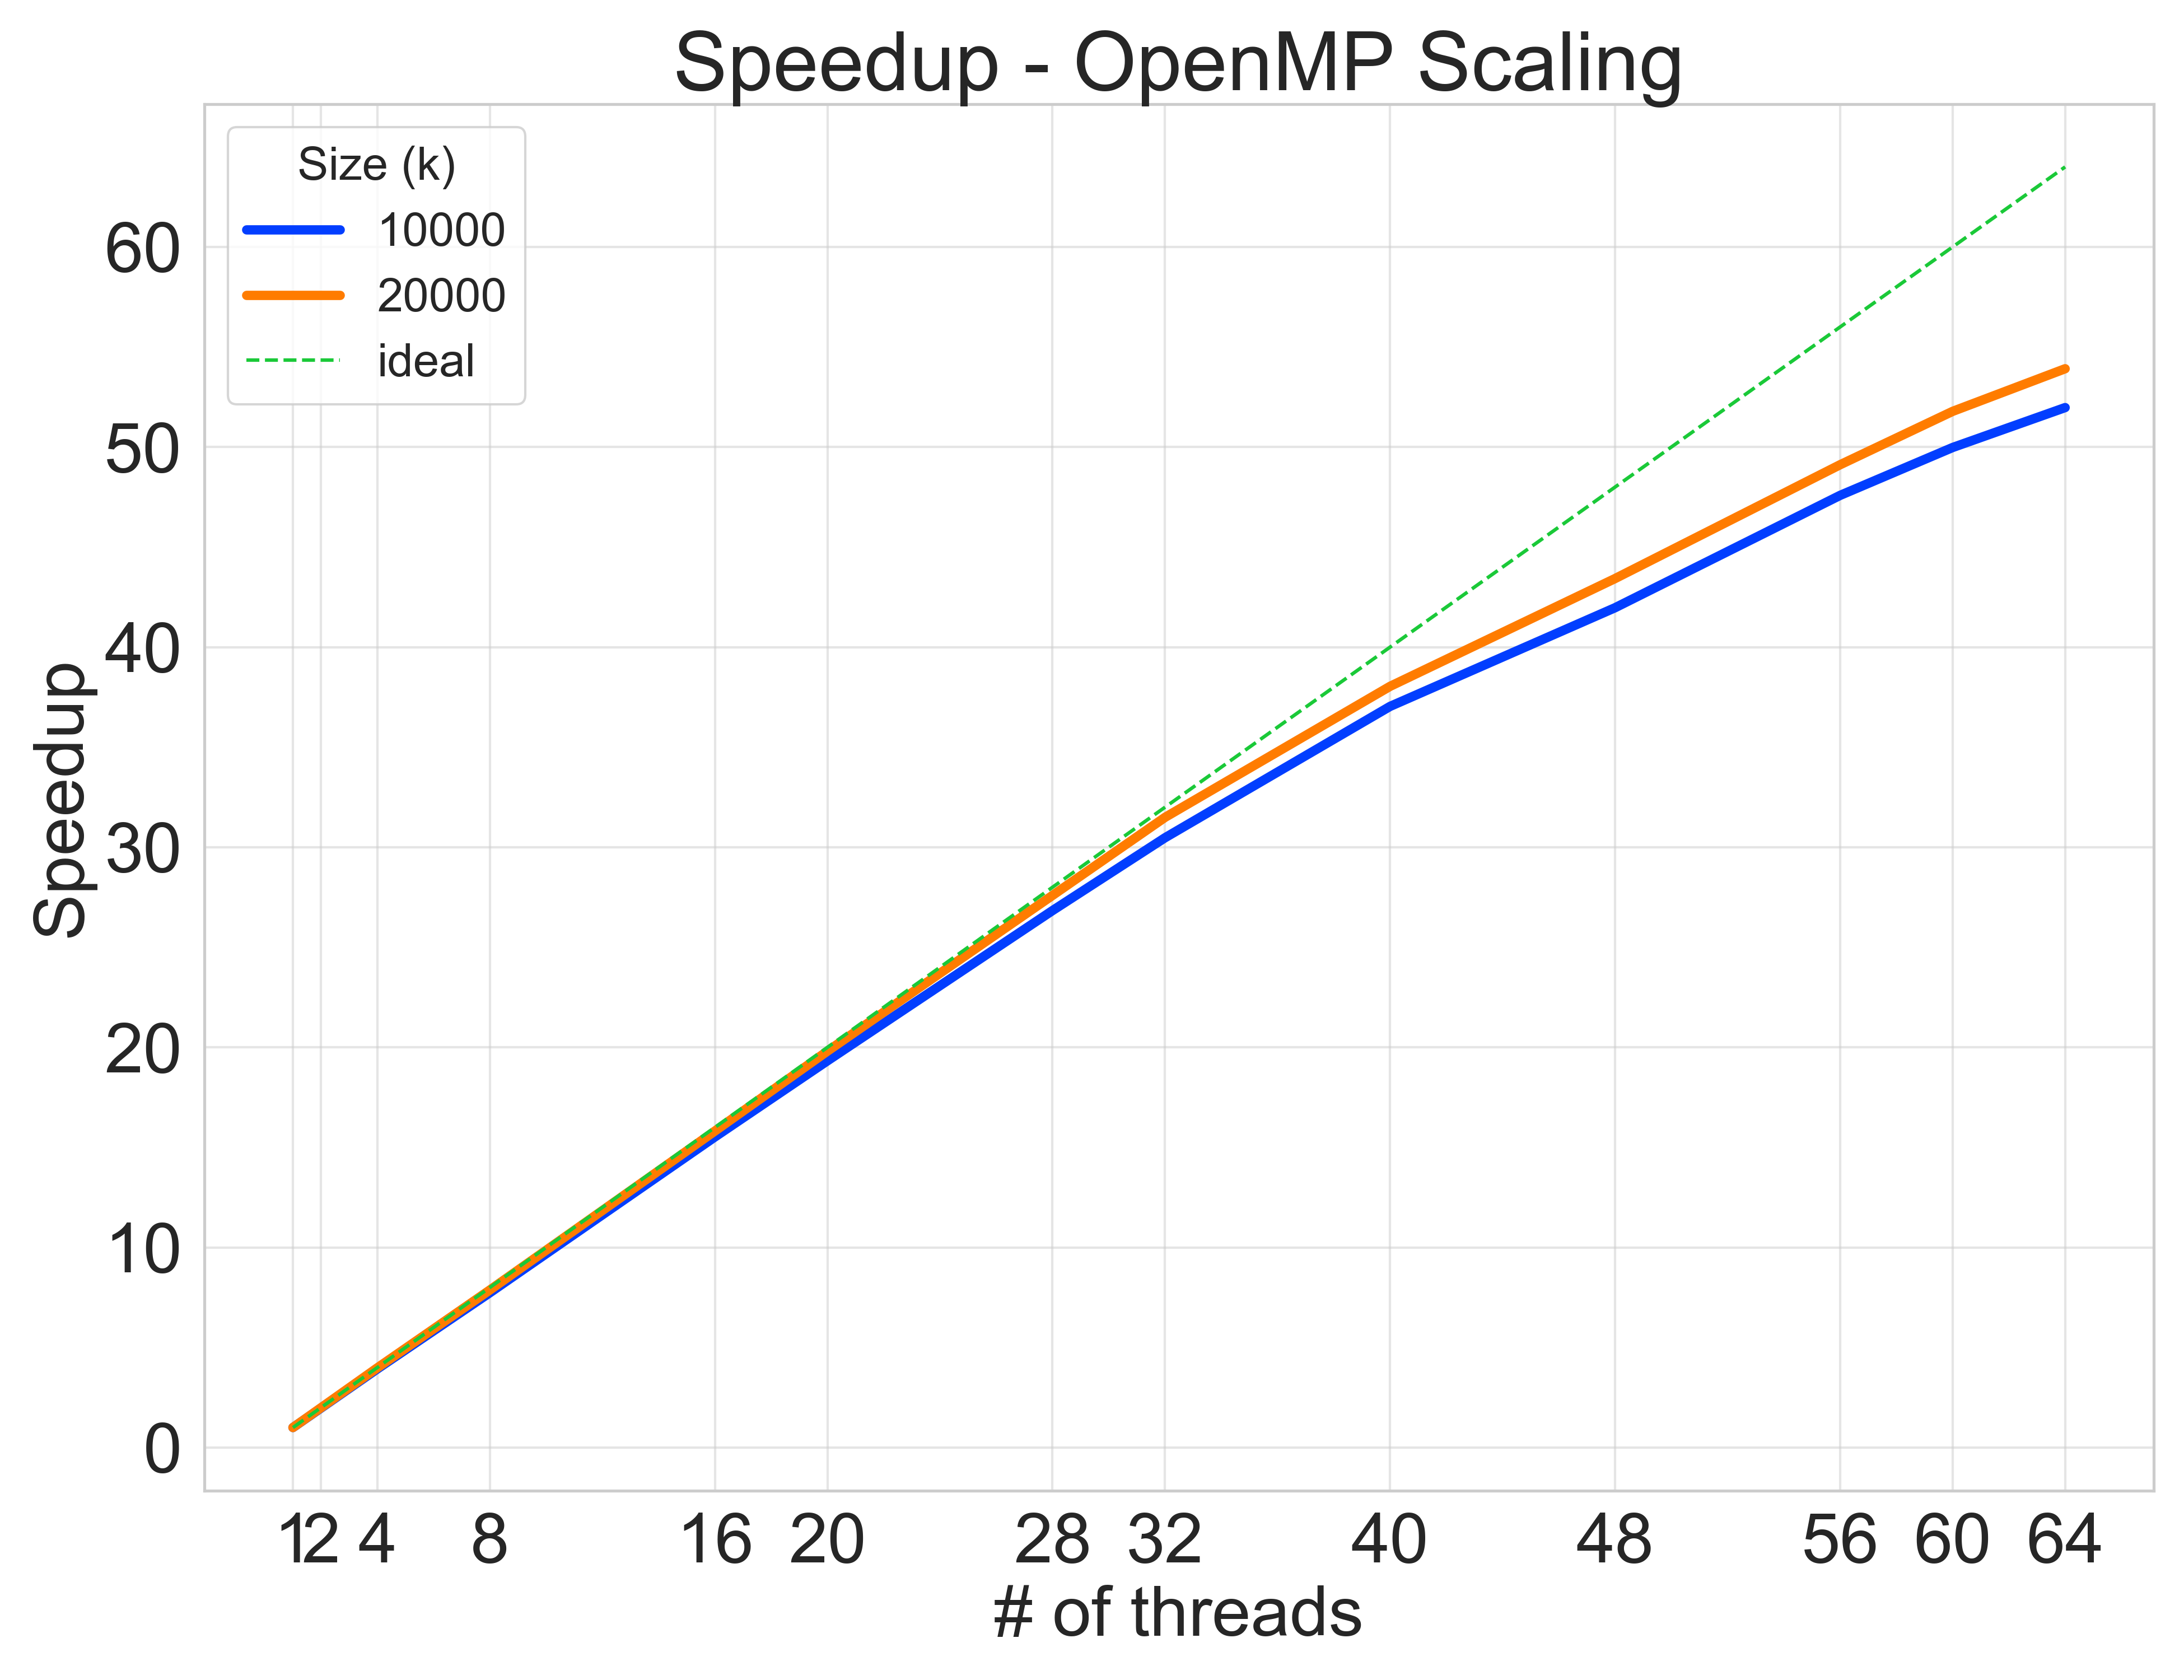 Speedup - OpenMP Scaling
Size (k)
10000
20000
ideal
Speedup
60
50
40
30
20
10
0
1 2 4 8 16 20 28 32 40 48 56 60 64
# of threads